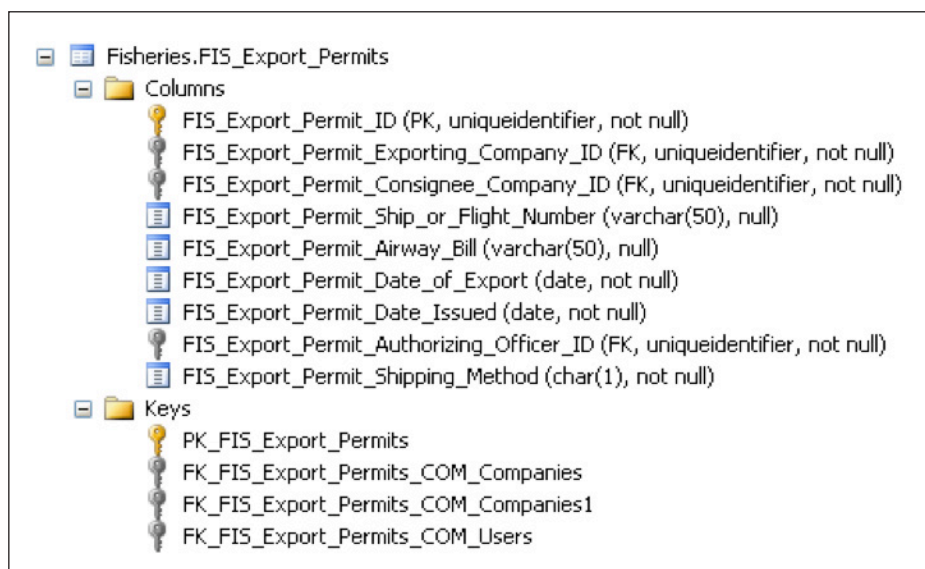 Fisheries.FIS_Export_Permits
Columns
FIS_Export_Permit_ID (PK, uniqueidentifier, not null)
FIS_Export_Permit_Exporting_Company_ID (FK, uniqueidentifier, not null)
FIS_Export_Permit_Consignee_Company_ID (FK, uniqueidentifier, not null)
FIS_Export_Permit_Ship_or_Flight_Number (varchar(50), null)
FIS_Export_Permit_Airway_Bill (varchar(50), null)
FIS_Export_Permit_Date_of_Export (date, not null)
FIS_Export_Permit_Date_Issued (date, not null)
FIS_Export_Permit_Authorizing_Officer_ID (FK, uniqueidentifier, not null)
FIS_Export_Permit_Shipping_Method (char(1), not null)
Keys
PK_FIS_Export_Permits
FK_FIS_Export_Permits_COM_Companies
FK_FIS_Export_Permits_COM_Companies1
FK_FIS_Export_Permits_COM_Users